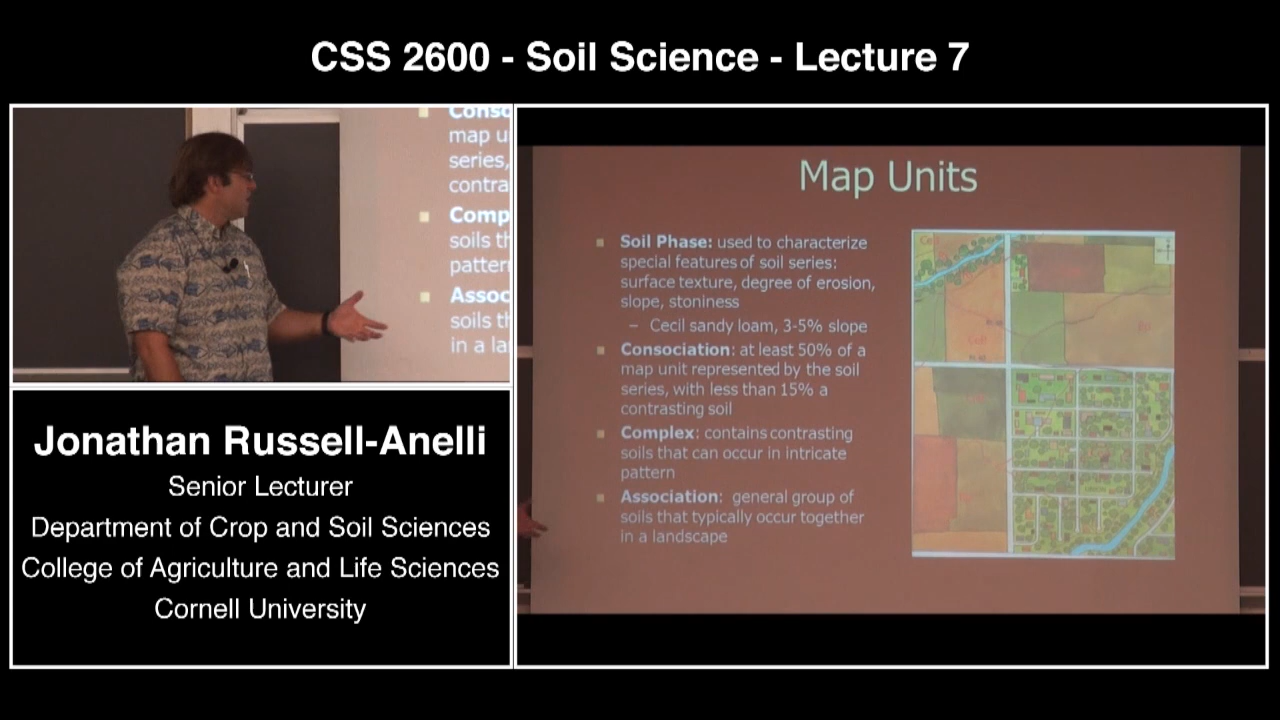 CSS 2600 - Soil Science - Lecture 7
Conso
map u
series,
contra
Comp
soils th
patter
Assoc
soils th
in a la
Jonathan Russell-Anelli
Senior Lecturer
Department of Crop and Soil Sciences
College of Agriculture and Life Sciences
Cornell University
Map Units
Soil Phase: used to characterize
special features of soil series:
surface texture, degree of erosion,
slope, stoniness
– Cecil sandy loam, 3-5% slope
Consociation: at least 50% of a
map unit represented by the soil
series, with less than 15% a
contrasting soil
Complex: contains contrasting
soils that can occur in intricate
pattern
Association: general group of
soils that typically occur together
in a landscape